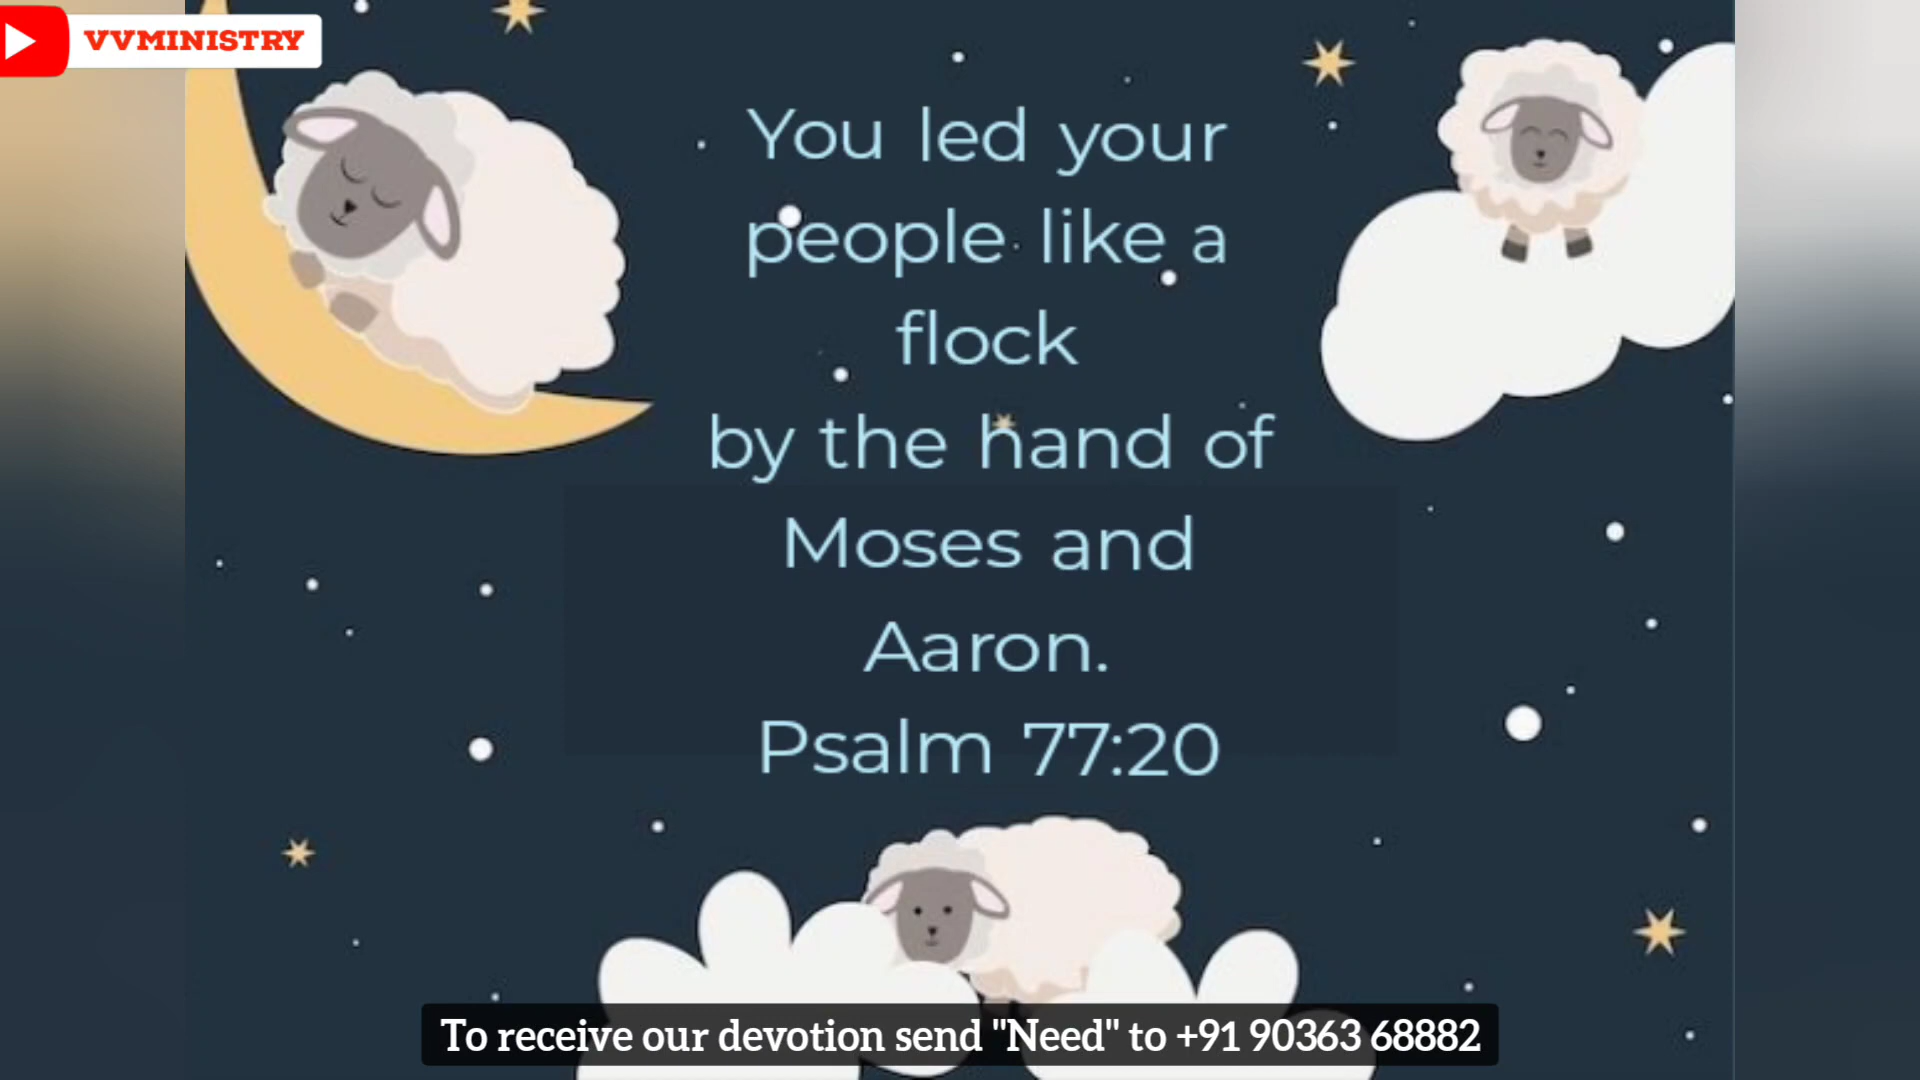 VVMINISTRY
You led your
people like a
flock
by the hand of
Moses and
Aaron.
Psalm 77:20
To receive our devotion send "Need" to +91 90363 68882